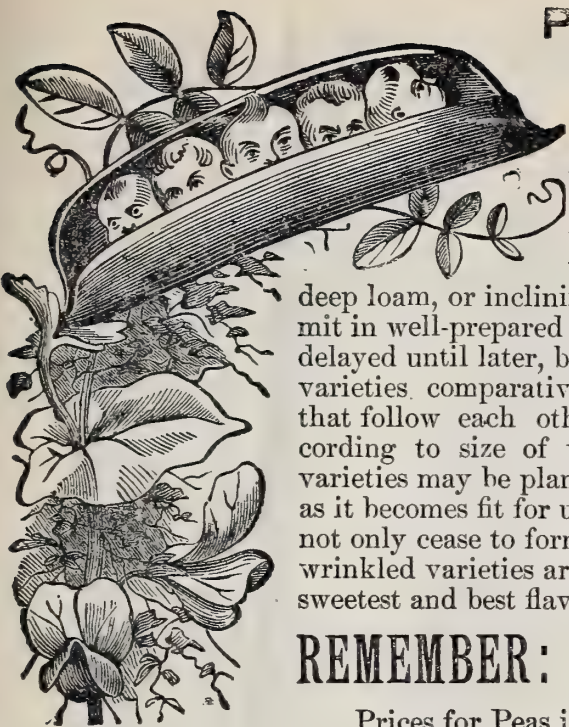 P
deep loam, or inclini
mit in well-prepared
delayed until later, b
varieties comparativ
that follow each oth
cording to size of
varieties may be plan
as it becomes fit for u
not only cease to form
wrinkled varieties ar
sweetest and best flav
REMEMBER:
Prices for Peas i